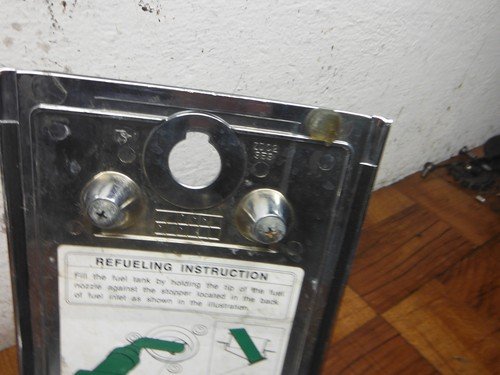 REFUELING INSTRUCTION
Fill the fuel tank by holding the tip of the fuel
nozzle against the stopper located in the back
of fuel inlet as shown in the illustration.